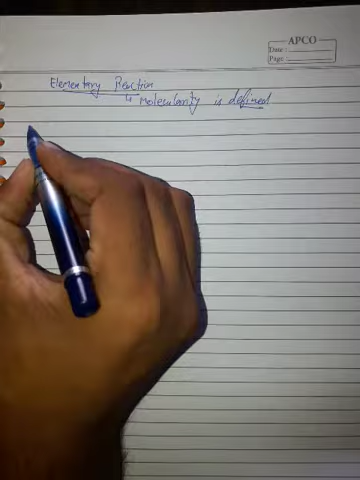 APCO
Date :
Page :
Elementary Reaction
↳ Molecularity is defined